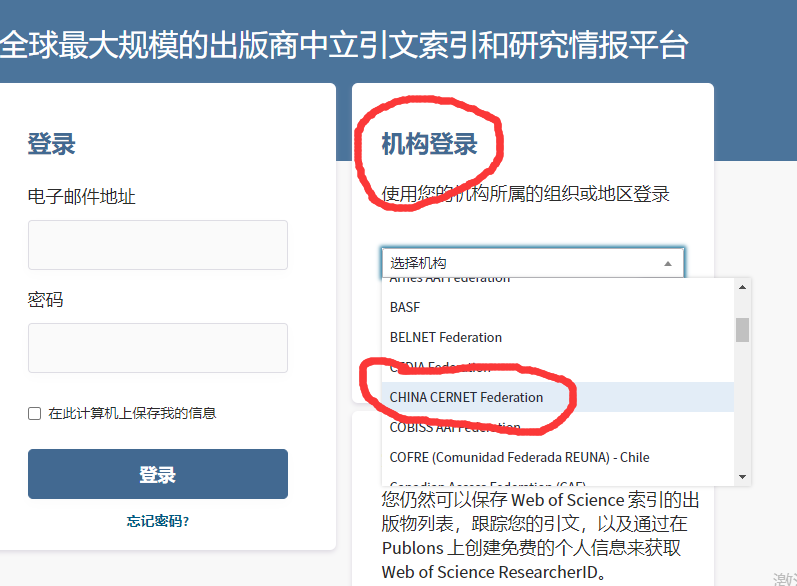 全球最大规模的出版商中立引文索引和研究情报平台
登录
电子邮件地址
密码
在此计算机上保存我的信息
登录
忘记密码?
机构登录
使用您的机构所属的组织或地区登录
选择机构
Arnes AAI Federation
BASF
BELNET Federation
CEDIA Federation
CHINA CERNET Federation
COBISS AAI Federation
COFRE (Comunidad Federada REUNA) - Chile
Canadian Access Federation (CAF)
您仍然可以保存 Web of Science 索引的出
版物列表，跟踪您的引文，以及通过在
Publons 上创建免费的个人信息来获取
Web of Science ResearcherID。